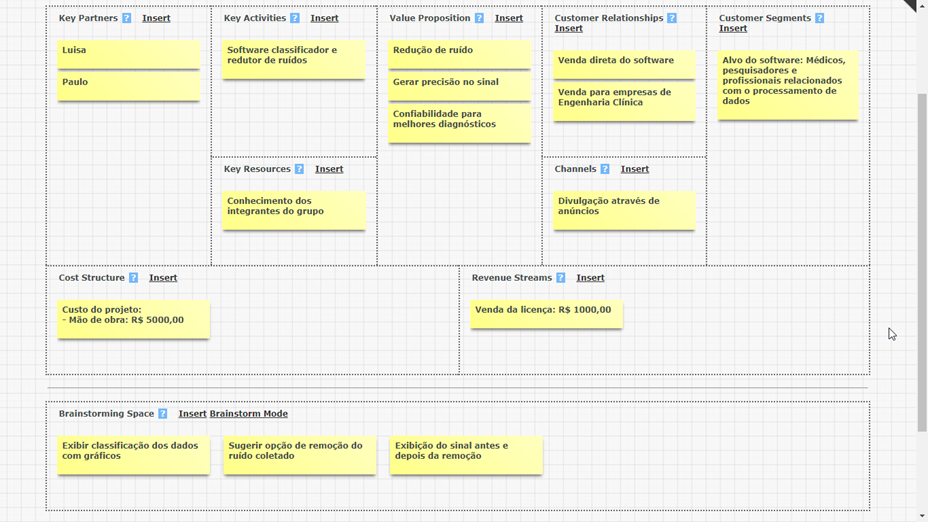 Key Partners ? Insert
Luisa
Paulo
Key Activities ? Insert
Software classificador e
redutor de ruídos
Key Resources ? Insert
Conhecimento dos
integrantes do grupo
Value Proposition ? Insert
Redução de ruído
Gerar precisão no sinal
Confiabilidade para
melhores diagnósticos
Customer Relationships ?
Insert
Venda direta do software
Venda para empresas de
Engenharia Clínica
Channels ? Insert
Divulgação através de
anúncios
Customer Segments ?
Insert
Alvo do software: Médicos,
pesquisadores e
profissionais relacionados
com o processamento de
dados
Cost Structure ? Insert
Custo do projeto:
- Mão de obra: R$ 5000,00
Revenue Streams ? Insert
Venda da licença: R$ 1000,00
Brainstorming Space ? Insert Brainstorm Mode
Exibir classificação dos dados
com gráficos
Sugerir opção de remoção do
ruído coletado
Exibição do sinal antes e
depois da remoção